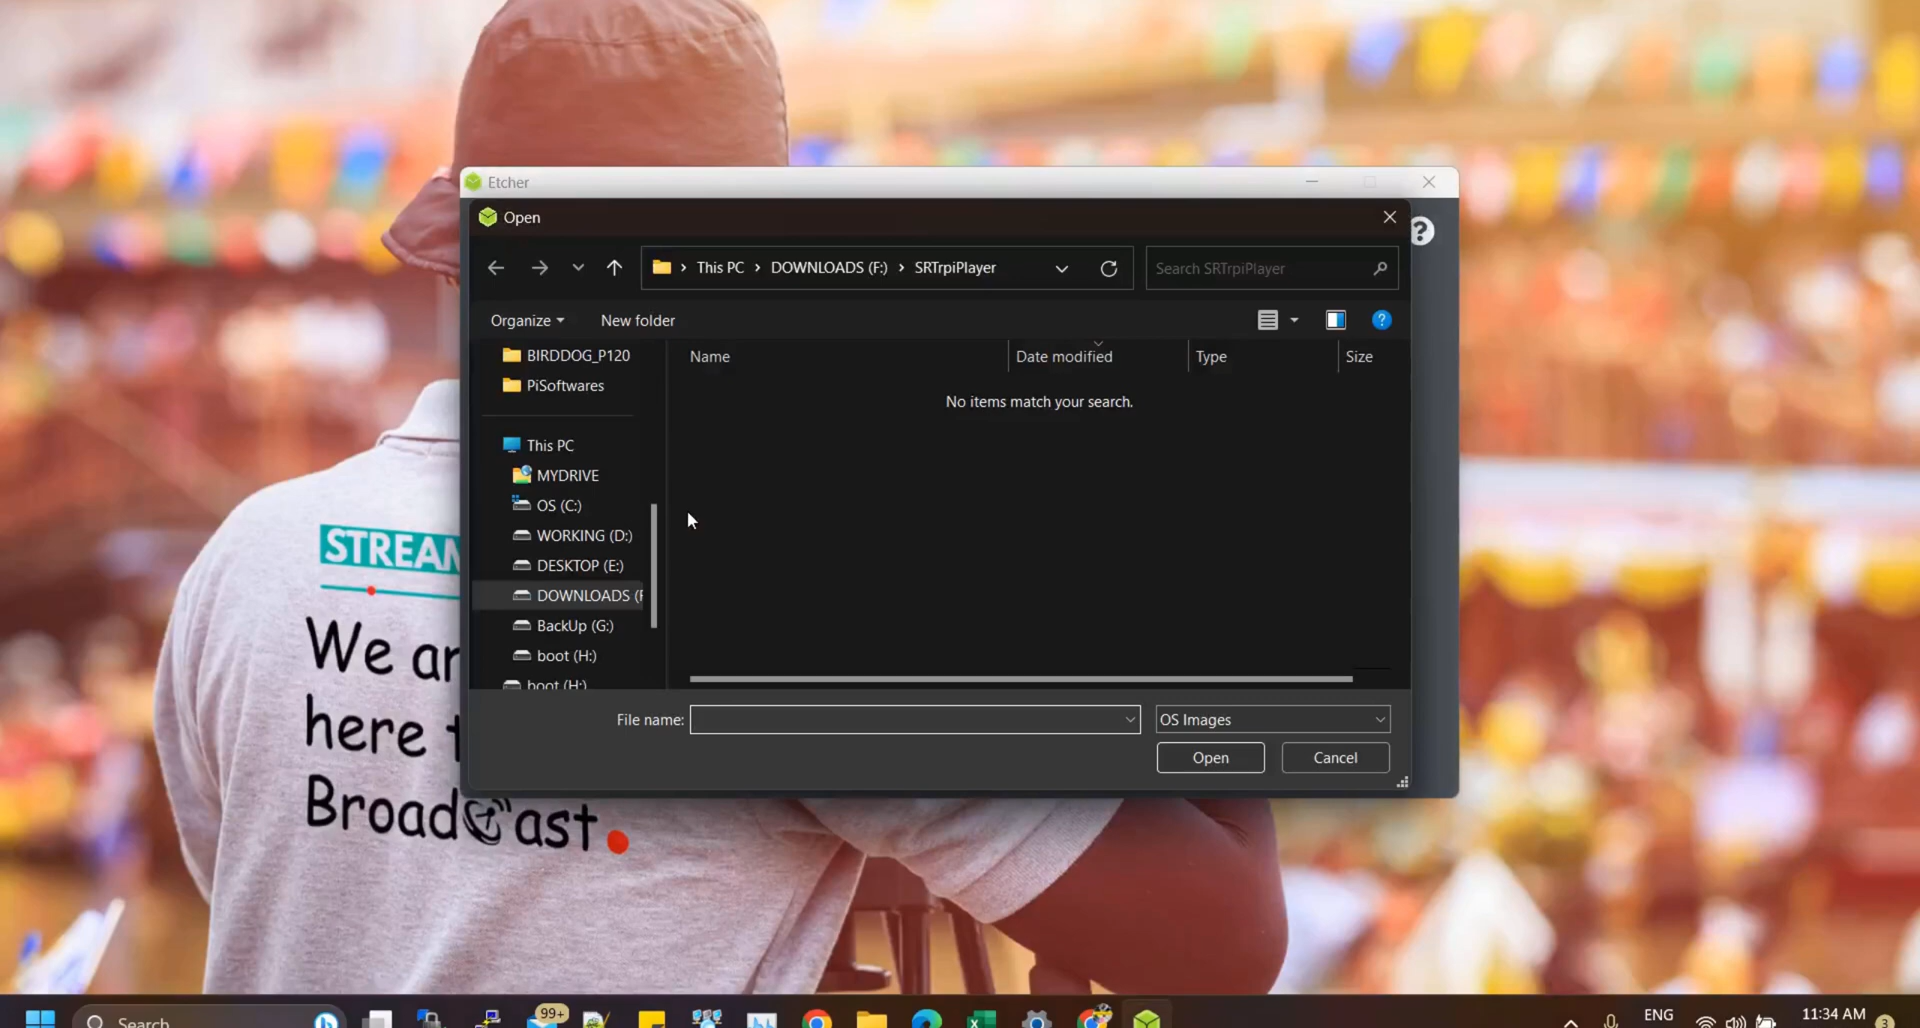 Etcher
Open
This PC
DOWNLOADS (F:)
SRTrpiPlayer
Search SRTrpiPlayer
Organize
New folder
Name
Date modified
Type
Size
No items match your search.
BIRDDOG_P120
PiSoftwares
This PC
MYDRIVE
OS (C:)
WORKING (D:)
DESKTOP (E:)
DOWNLOADS (F
BackUp (G:)
boot (H:)
boot (H:)
File name:
OS Images
Open
Cancel
STREAM
We ar
here t
Broadcast.
99+
Search
ENG
11:34 AM
3